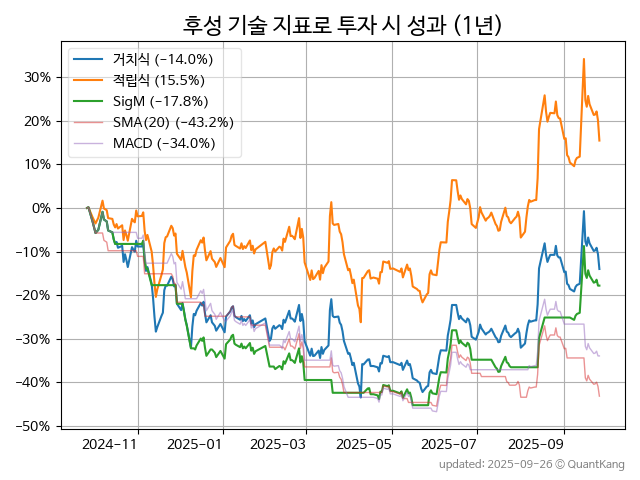 후성 기술 지표로 투자 시 성과 (1년)
거치식 (−14.0%)
적립식 (15.5%)
SigM (−17.8%)
SMA(20) (−43.2%)
MACD (−34.0%)
30%
20%
10%
0%
−10%
−20%
−30%
−40%
−50%
2024-11
2025-01
2025-03
2025-05
2025-07
2025-09
updated: 2025-09-26 ⓒ QuantKang